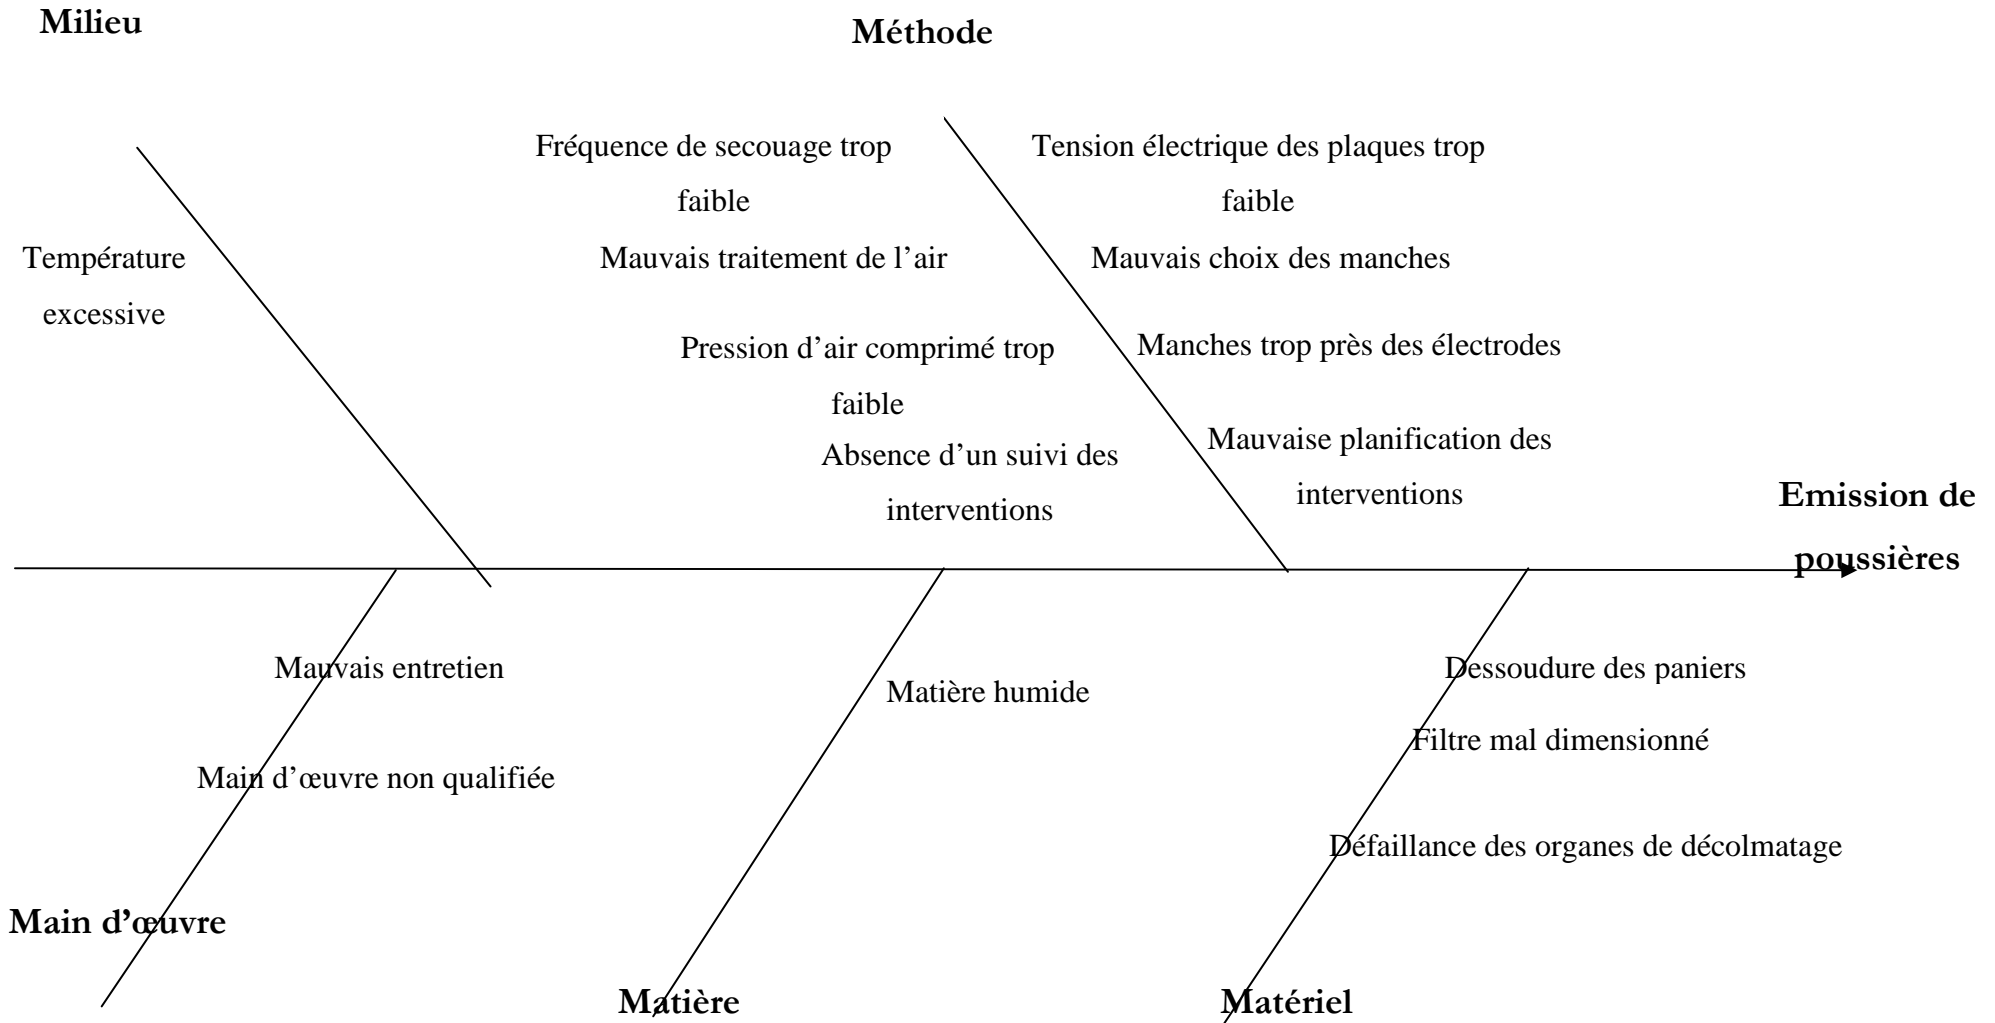 Milieu
Méthode
Fréquence de secouage trop
faible
Tension électrique des plaques trop
faible
Température
excessive
Mauvais traitement de l’air
Mauvais choix des manches
Pression d’air comprimé trop
faible
Manches trop près des électrodes
Absence d’un suivi des
interventions
Mauvaise planification des
interventions
Emission de
poussières
Mauvais entretien
Main d’œuvre non qualifiée
Matière humide
Dessoudure des paniers
Filtre mal dimensionné
Défaillance des organes de décolmatage
Main d’œuvre
Matière
Matériel